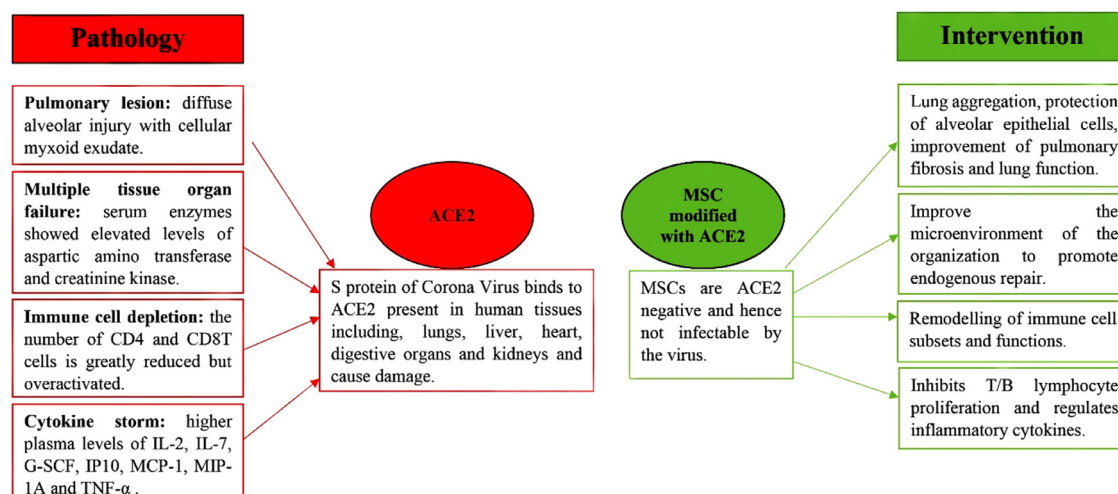 Pathology
Pulmonary lesion: diffuse
alveolar injury with cellular
myxoid exudate.
Multiple tissue organ
failure: serum enzymes
showed elevated levels of
aspartic amino transferase
and creatinine kinase.
Immune cell depletion: the
number of CD4 and CD8T
cells is greatly reduced but
overactivated.
Cytokine storm: higher
plasma levels of IL-2, IL-7,
G-SCF, IP10, MCP-1, MIP-
1A and TNF-α .
ACE2
S protein of Corona Virus binds to
ACE2 present in human tissues
including, lungs, liver, heart,
digestive organs and kidneys and
cause damage.
MSC
modified
with ACE2
MSCs are ACE2
negative and hence
not infectable by
the virus.
Intervention
Lung aggregation, protection
of alveolar epithelial cells,
improvement of pulmonary
fibrosis and lung function.
Improve the
microenvironment of the
organization to promote
endogenous repair.
Remodelling of immune cell
subsets and functions.
Inhibits T/B lymphocyte
proliferation and regulates
inflammatory cytokines.